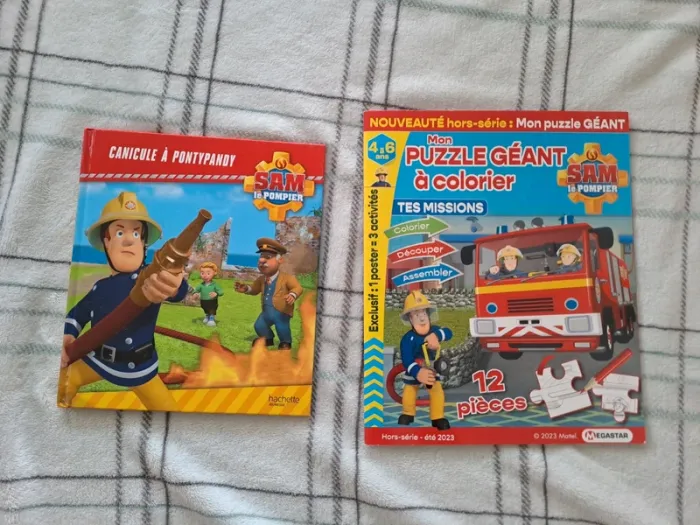 CANICULE À PONTYPANDY
SAM
le POMPIER
hachette
NOUVEAUTÉ hors-série : Mon puzzle GÉANT
4 à 6
ans
Mon
PUZZLE GÉANT
à colorier
SAM
le POMPIER
TES MISSIONS
Colorier
Découper
Assembler
Exclusif : 1 poster = 3 activités
12
pièces
Hors-série - été 2023
© 2023 Mattel.
MEGASTAR